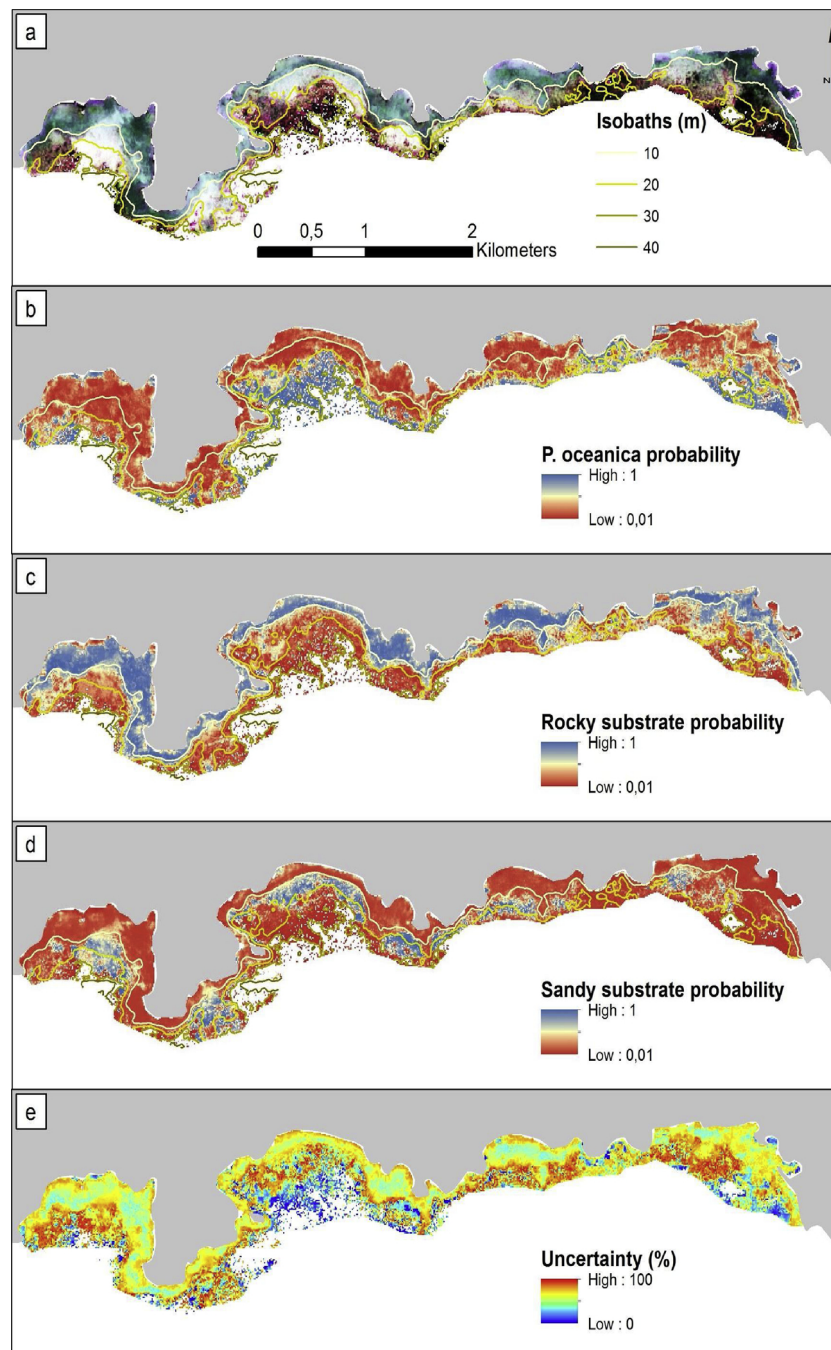 a
N
Isobaths (m)
10
20
30
40
0 0,5 1 2
Kilometers
b
P. oceanica probability
High : 1
Low : 0,01
c
Rocky substrate probability
High : 1
Low : 0,01
d
Sandy substrate probability
High : 1
Low : 0,01
e
Uncertainty (%)
High : 100
Low : 0